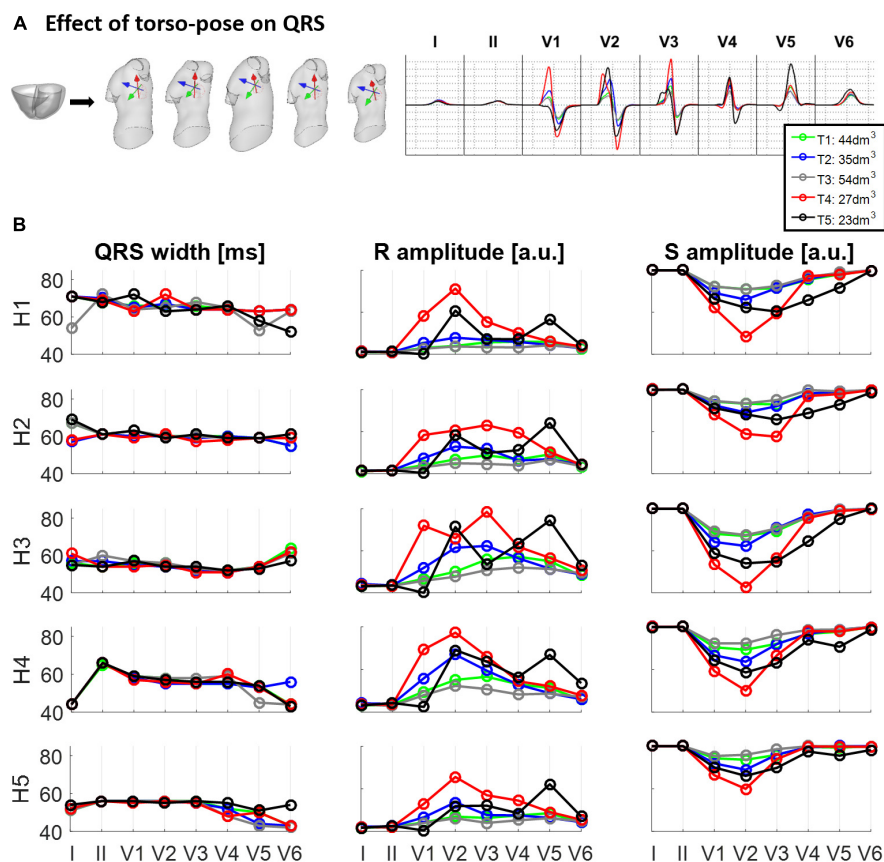 A Effect of torso-pose on QRS
I II V1 V2 V3 V4 V5 V6
T1: 44dm³
T2: 35dm³
T3: 54dm³
T4: 27dm³
T5: 23dm³
B
QRS width [ms] R amplitude [a.u.] S amplitude [a.u.]
H1
80
60
40
H2
80
60
40
H3
80
60
40
H4
80
60
40
H5
80
60
40
I II V1 V2 V3 V4 V5 V6 I II V1 V2 V3 V4 V5 V6 I II V1 V2 V3 V4 V5 V6